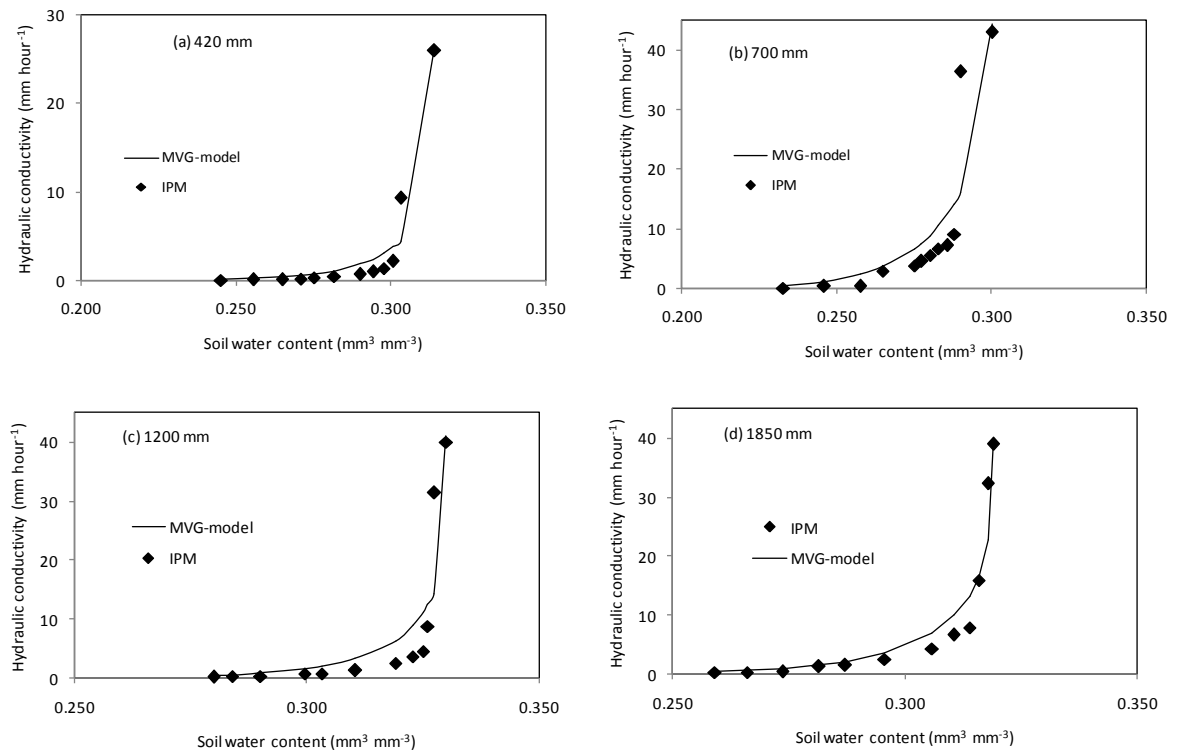 (a) 420 mm
Hydraulic conductivity (mm hour⁻¹)
30
20
10
0
MVG-model
IPM
0.200
0.250
0.300
0.350
Soil water content (mm³ mm⁻³)
(b) 700 mm
Hydraulic conductivity (mm hour⁻¹)
40
30
20
10
0
MVG-model
IPM
0.200
0.250
0.300
0.350
Soil water content (mm³ mm⁻³)
(c) 1200 mm
Hydraulic conductivity (mm hour⁻¹)
40
30
20
10
0
MVG-model
IPM
0.250
0.300
0.350
Soil water content (mm³ mm⁻³)
(d) 1850 mm
Hydraulic conductivity (mm hour⁻¹)
40
30
20
10
0
IPM
MVG-model
0.250
0.300
0.350
Soil water content (mm³ mm⁻³)